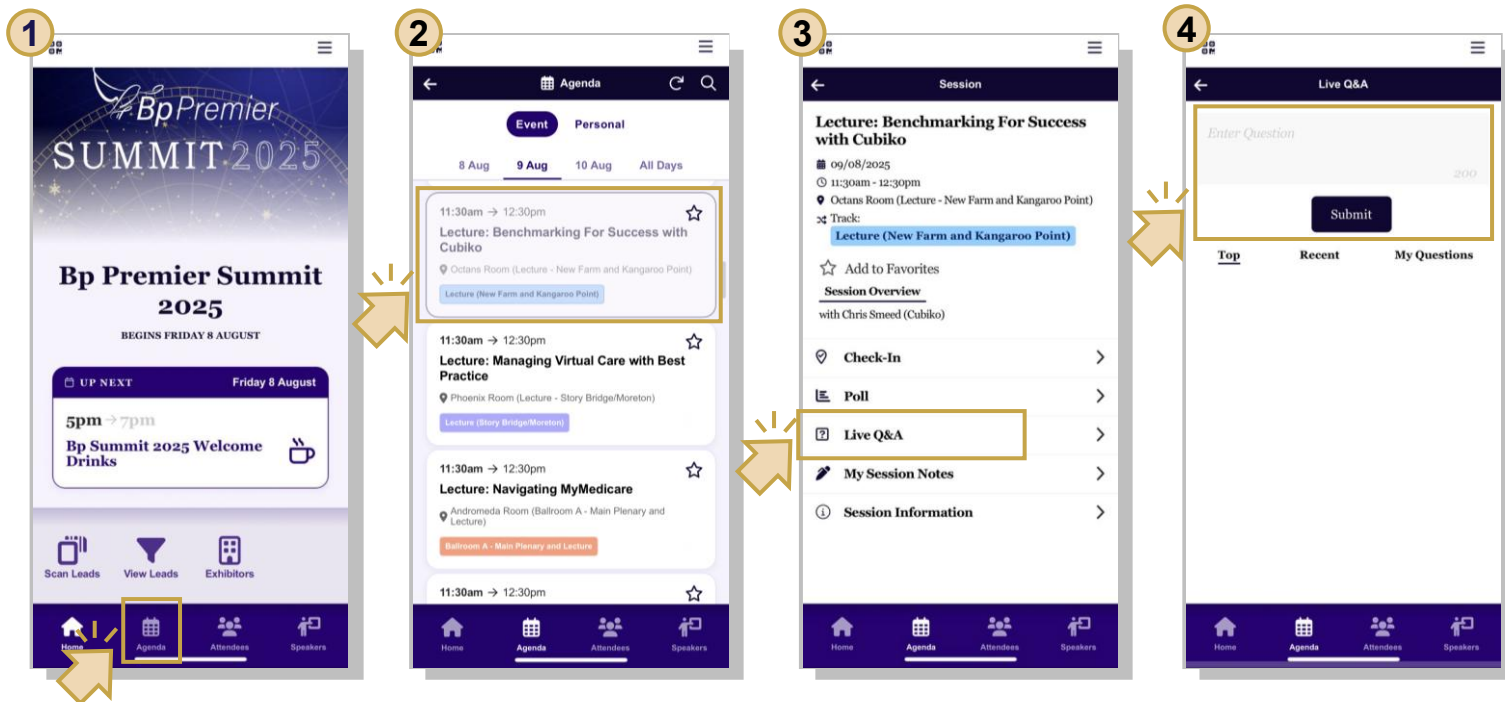 1
Bp Premier
SUMMIT 2025
Bp Premier Summit
2025
BEGINS FRIDAY 8 AUGUST
UP NEXT Friday 8 August
5pm → 7pm
Bp Summit 2025 Welcome
Drinks
Scan Leads View Leads Exhibitors
Home Agenda Attendees Speakers
2
Agenda
Event Personal
8 Aug 9 Aug 10 Aug All Days
11:30am → 12:30pm
Lecture: Benchmarking For Success with
Cubiko
Octans Room (Lecture - New Farm and Kangaroo Point)
Lecture (New Farm and Kangaroo Point)
11:30am → 12:30pm
Lecture: Managing Virtual Care with Best
Practice
Phoenix Room (Lecture - Story Bridge/Moreton)
Lecture (Story Bridge/Moreton)
11:30am → 12:30pm
Lecture: Navigating MyMedicare
Andromeda Room (Ballroom A - Main Plenary and
Lecture)
Ballroom A - Main Plenary and Lecture
11:30am → 12:30pm
Home Agenda Attendees Speakers
3
Session
Lecture: Benchmarking For Success
with Cubiko
09/08/2025
11:30am - 12:30pm
Octans Room (Lecture - New Farm and Kangaroo Point)
Track:
Lecture (New Farm and Kangaroo Point)
Add to Favorites
Session Overview
with Chris Smeed (Cubiko)
Check-In
Poll
Live Q&A
My Session Notes
Session Information
Home Agenda Attendees Speakers
4
Live Q&A
Enter Question
200
Submit
Top Recent My Questions
Home Agenda Attendees Speakers